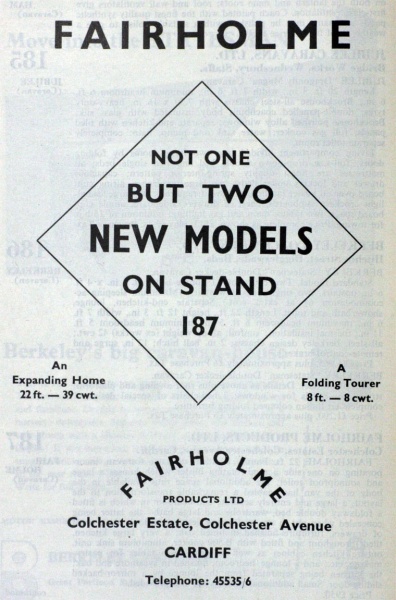 FAIRHOLME
NOT ONE
BUT TWO
NEW MODELS
ON STAND
187
An
Expanding Home
22 ft. — 39 cwt.
A
Folding Tourer
8 ft. — 8 cwt.
FAIRHOLME
PRODUCTS LTD
Colchester Estate, Colchester Avenue
CARDIFF
Telephone: 45535/6